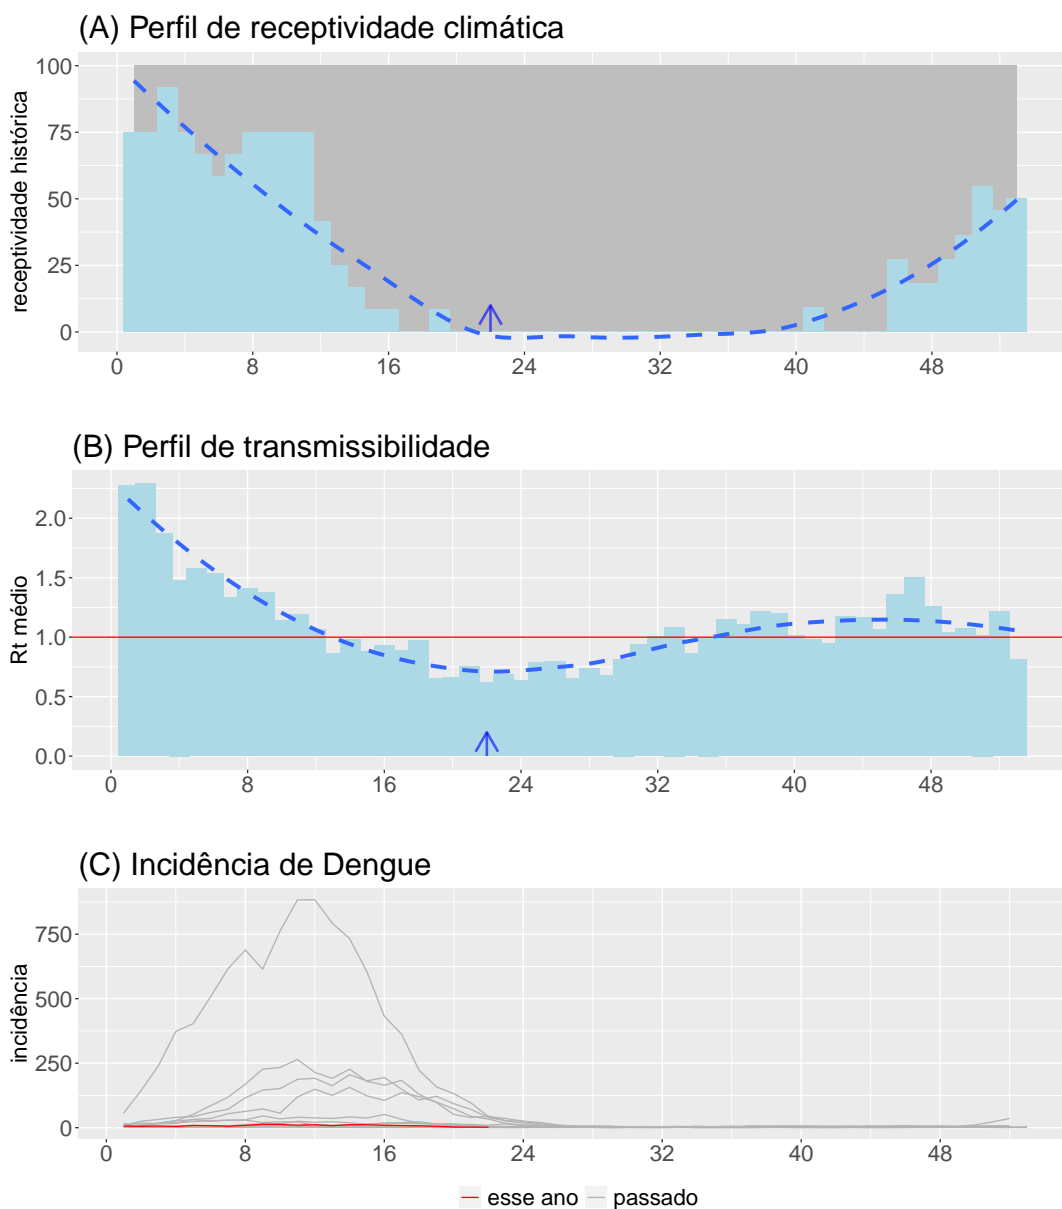 (A) Perfil de receptividade climática
receptividade histórica
100
75
50
25
0
0 8 16 24 32 40 48
(B) Perfil de transmissibilidade
Rt médio
2.0
1.5
1.0
0.5
0.0
0 8 16 24 32 40 48
(C) Incidência de Dengue
incidência
750
500
250
0
0 8 16 24 32 40 48
esse ano passado